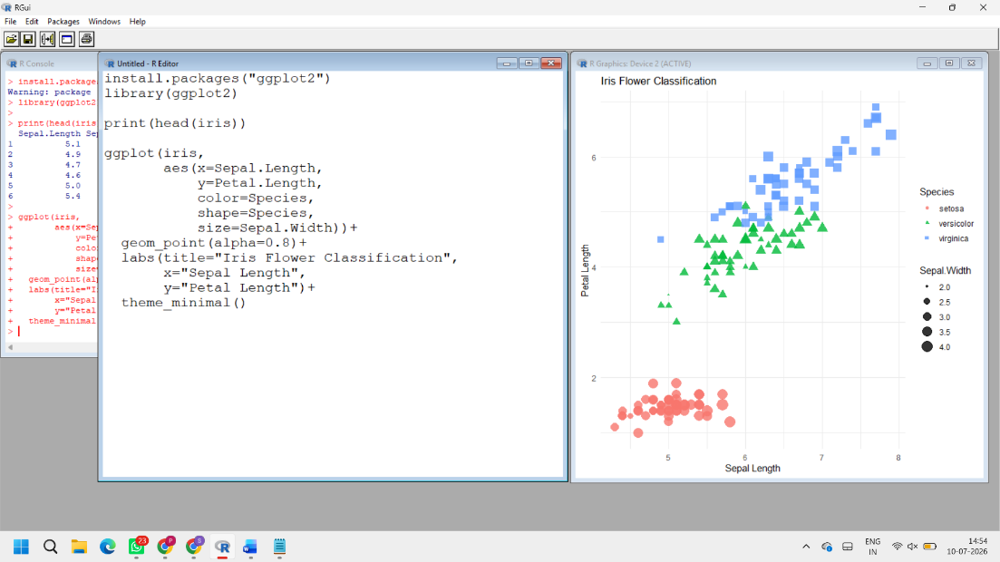 RGui
File Edit Packages Windows Help
R Console
> install.package
Warning: package
> library(ggplot2
>
> print(head(iris
  Sepal.Length Se
1          5.1
2          4.9
3          4.7
4          4.6
5          5.0
6          5.4
>
> ggplot(iris,
+        aes(x=Sep
+            y=Pet
+            colo
+            shap
+            size
+   geom_point(alp
+   labs(title="I
+        x="Sepal
+        y="Petal
+   theme_minimal
>
Untitled - R Editor
install.packages("ggplot2")
library(ggplot2)
print(head(iris))
ggplot(iris,
       aes(x=Sepal.Length,
           y=Petal.Length,
           color=Species,
           shape=Species,
           size=Sepal.Width))+
  geom_point(alpha=0.8)+
  labs(title="Iris Flower Classification",
       x="Sepal Length",
       y="Petal Length")+
  theme_minimal()
R Graphics: Device 2 (ACTIVE)
Iris Flower Classification
Petal Length
6
4
2
5 6 7 8
Sepal Length
Species
setosa
versicolor
virginica
Sepal.Width
2.0
2.5
3.0
3.5
4.0
23
P
S
ENG
IN
14:54
10-07-2026